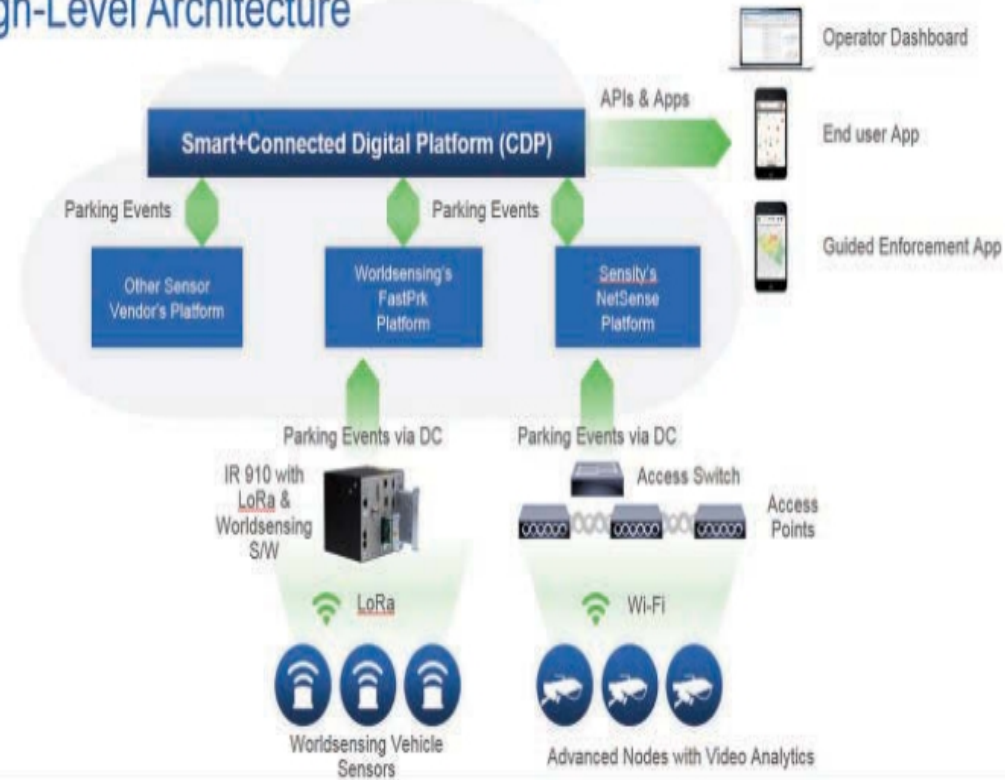 gh-Level Architecture
Operator Dashboard
APIs & Apps
Smart+Connected Digital Platform (CDP)
End user App
Parking Events
Parking Events
Guided Enforcement App
Other Sensor
Vendor's Platform
Worldsensing's
FastPrk
Platform
Sensity's
NetSense
Platform
Parking Events via DC
Parking Events via DC
IR 910 with
LoRa &
Worldsensing
S/W
Access Switch
Access
Points
LoRa
Wi-Fi
Worldsensing Vehicle
Sensors
Advanced Nodes with Video Analytics